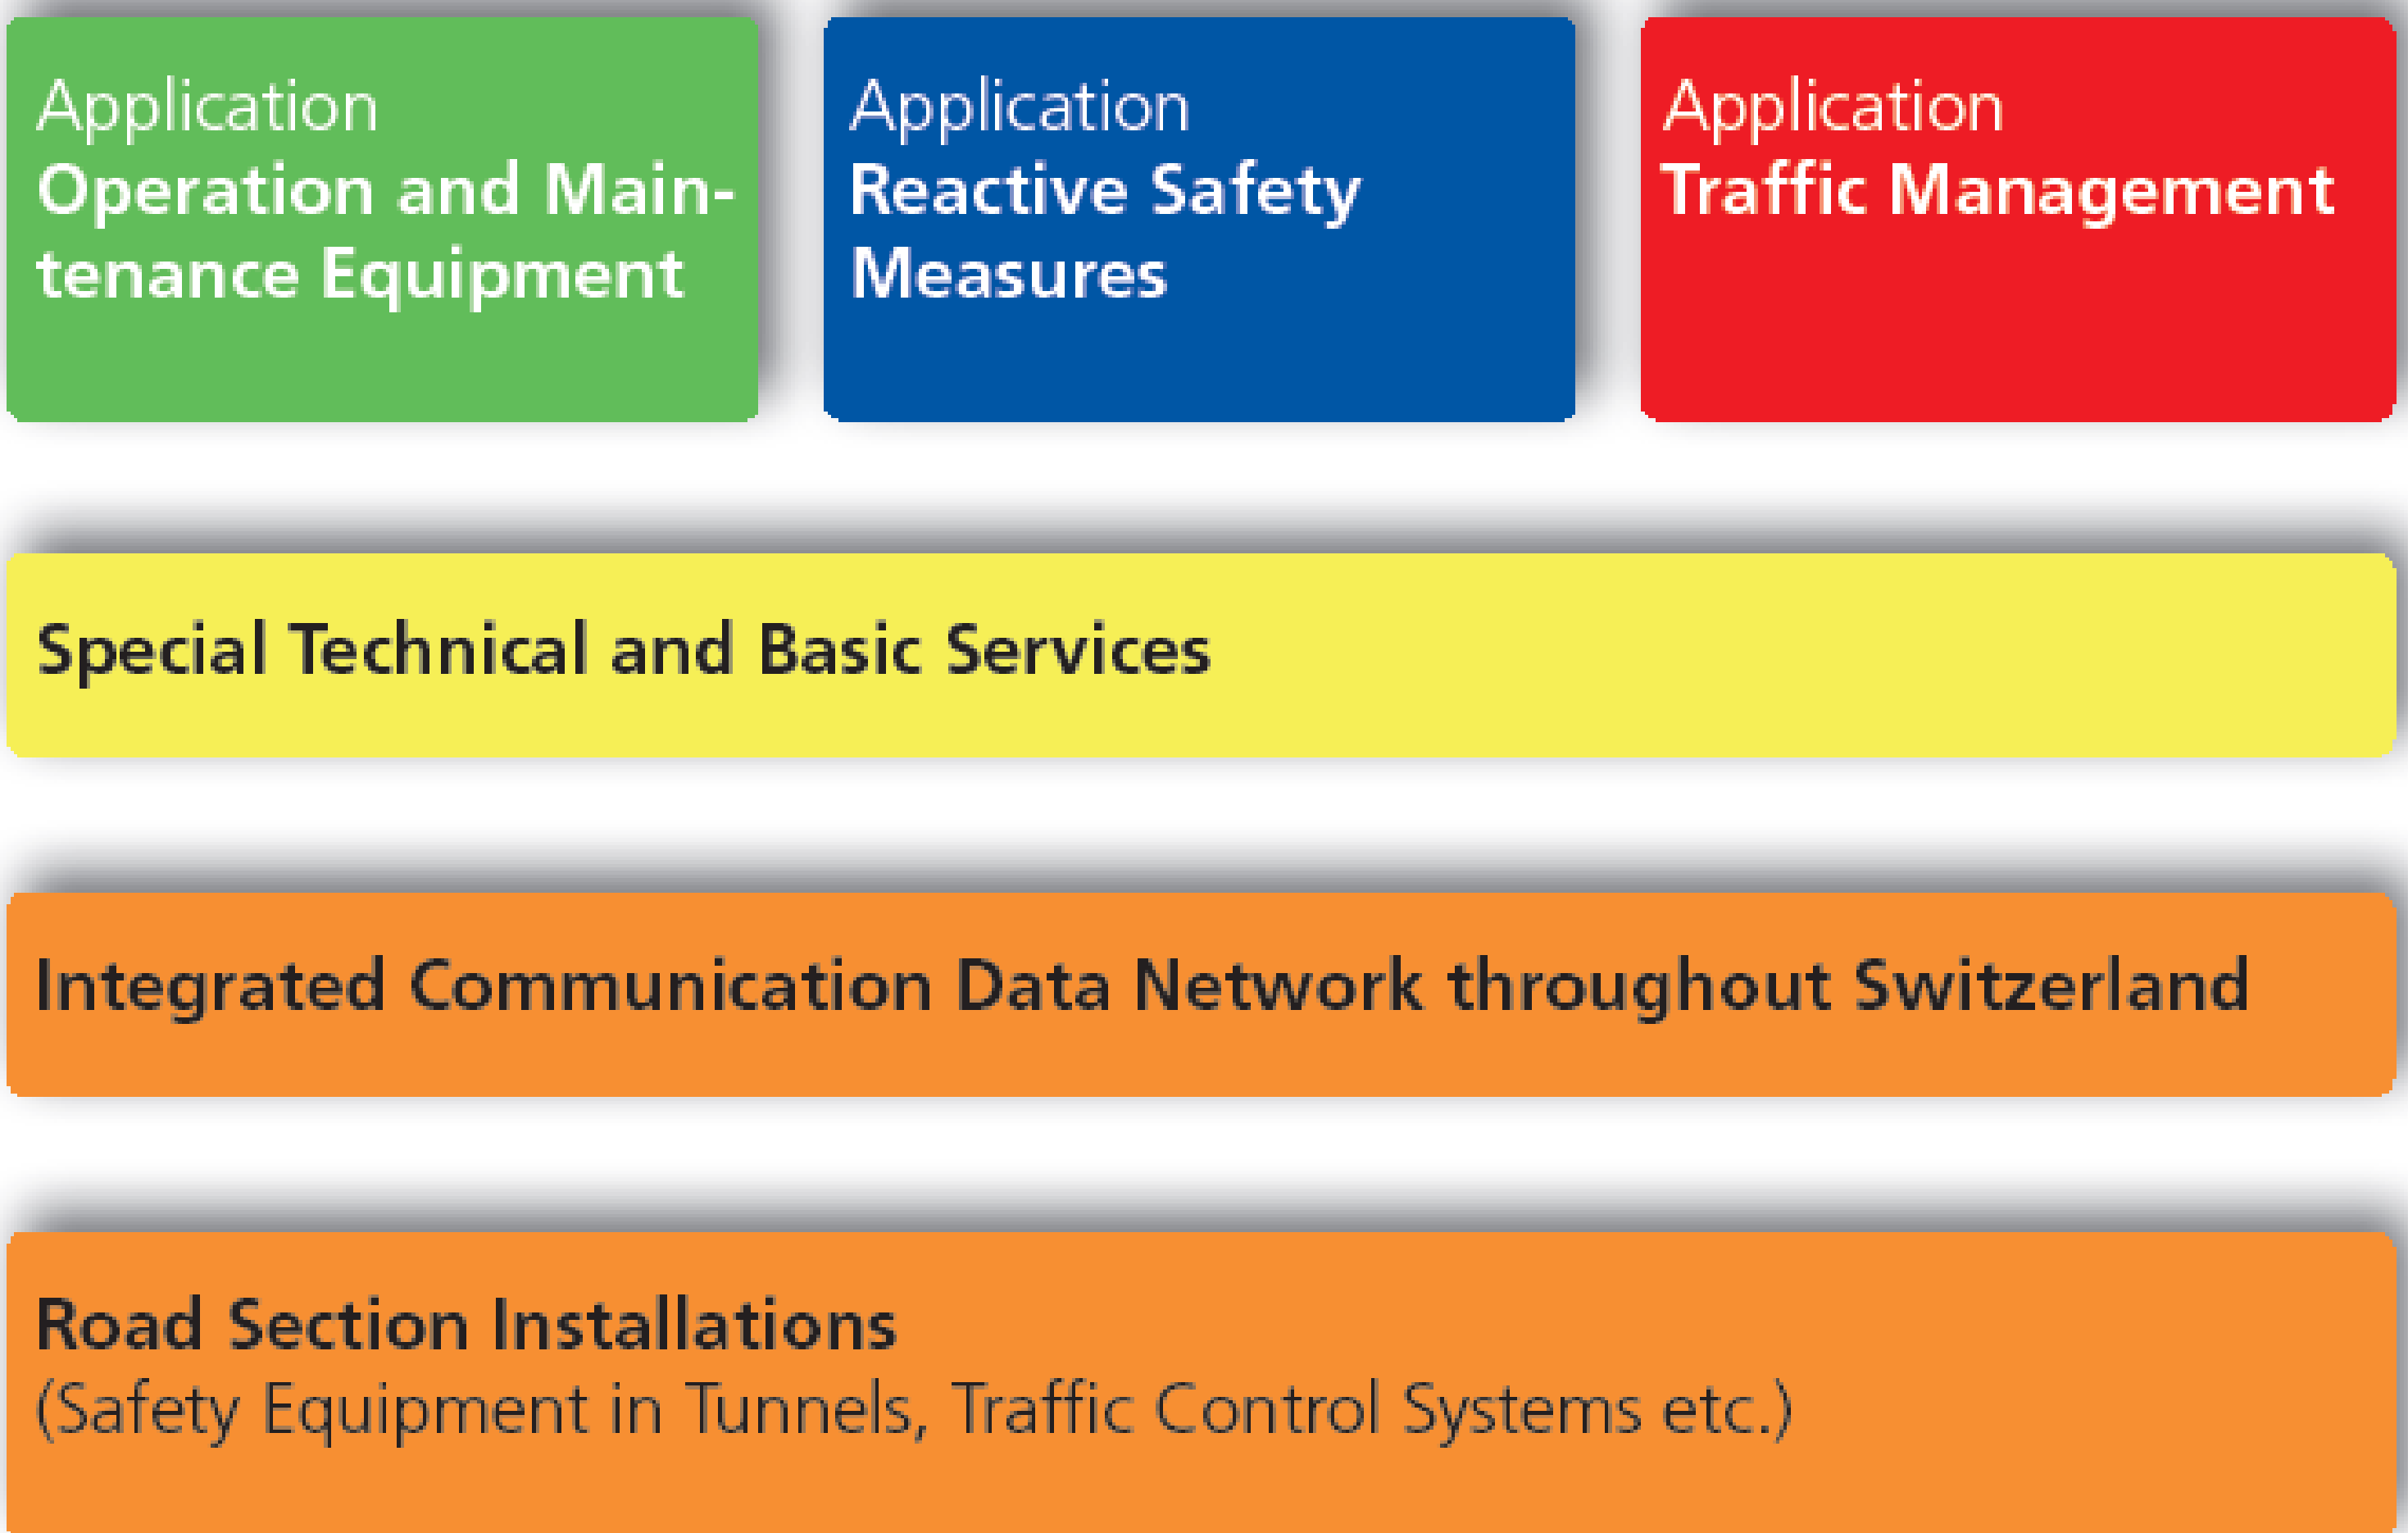 Application
Operation and Main-
tenance Equipment
Application
Reactive Safety
Measures
Application
Traffic Management
Special Technical and Basic Services
Integrated Communication Data Network throughout Switzerland
Road Section Installations
(Safety Equipment in Tunnels, Traffic Control Systems etc.)